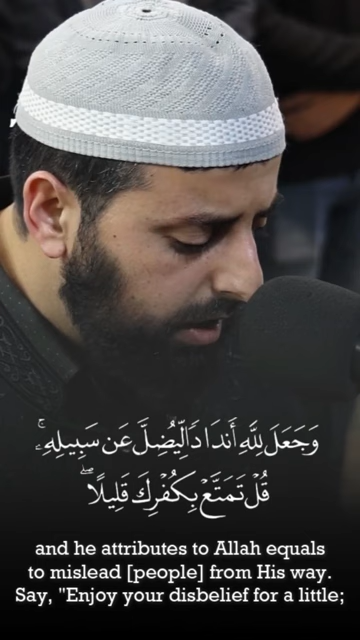 وَجَعَلَ لِلَّهِ أَندَادًا لِّيُضِلَّ عَن سَبِيلِهِۦۚ
قُلۡ تَمَتَّعۡ بِكُفۡرِكَ قَلِيلًاۖ
and he attributes to Allah equals
to mislead [people] from His way.
Say, "Enjoy your disbelief for a little;